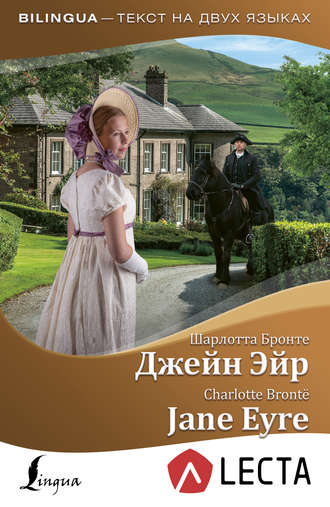 BILINGUA — ТЕКСТ НА ДВУХ ЯЗЫКАХ
Шарлотта Бронте
Джейн Эйр
Charlotte Brontë
Jane Eyre
Lingua
LECTA